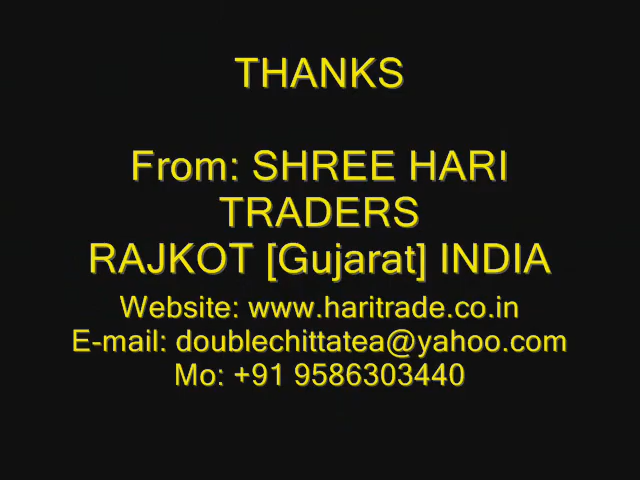 THANKS
From: SHREE HARI
TRADERS
RAJKOT [Gujarat] INDIA
Website: www.haritrade.co.in
E-mail: doublechittatea@yahoo.com
Mo: +91 9586303440